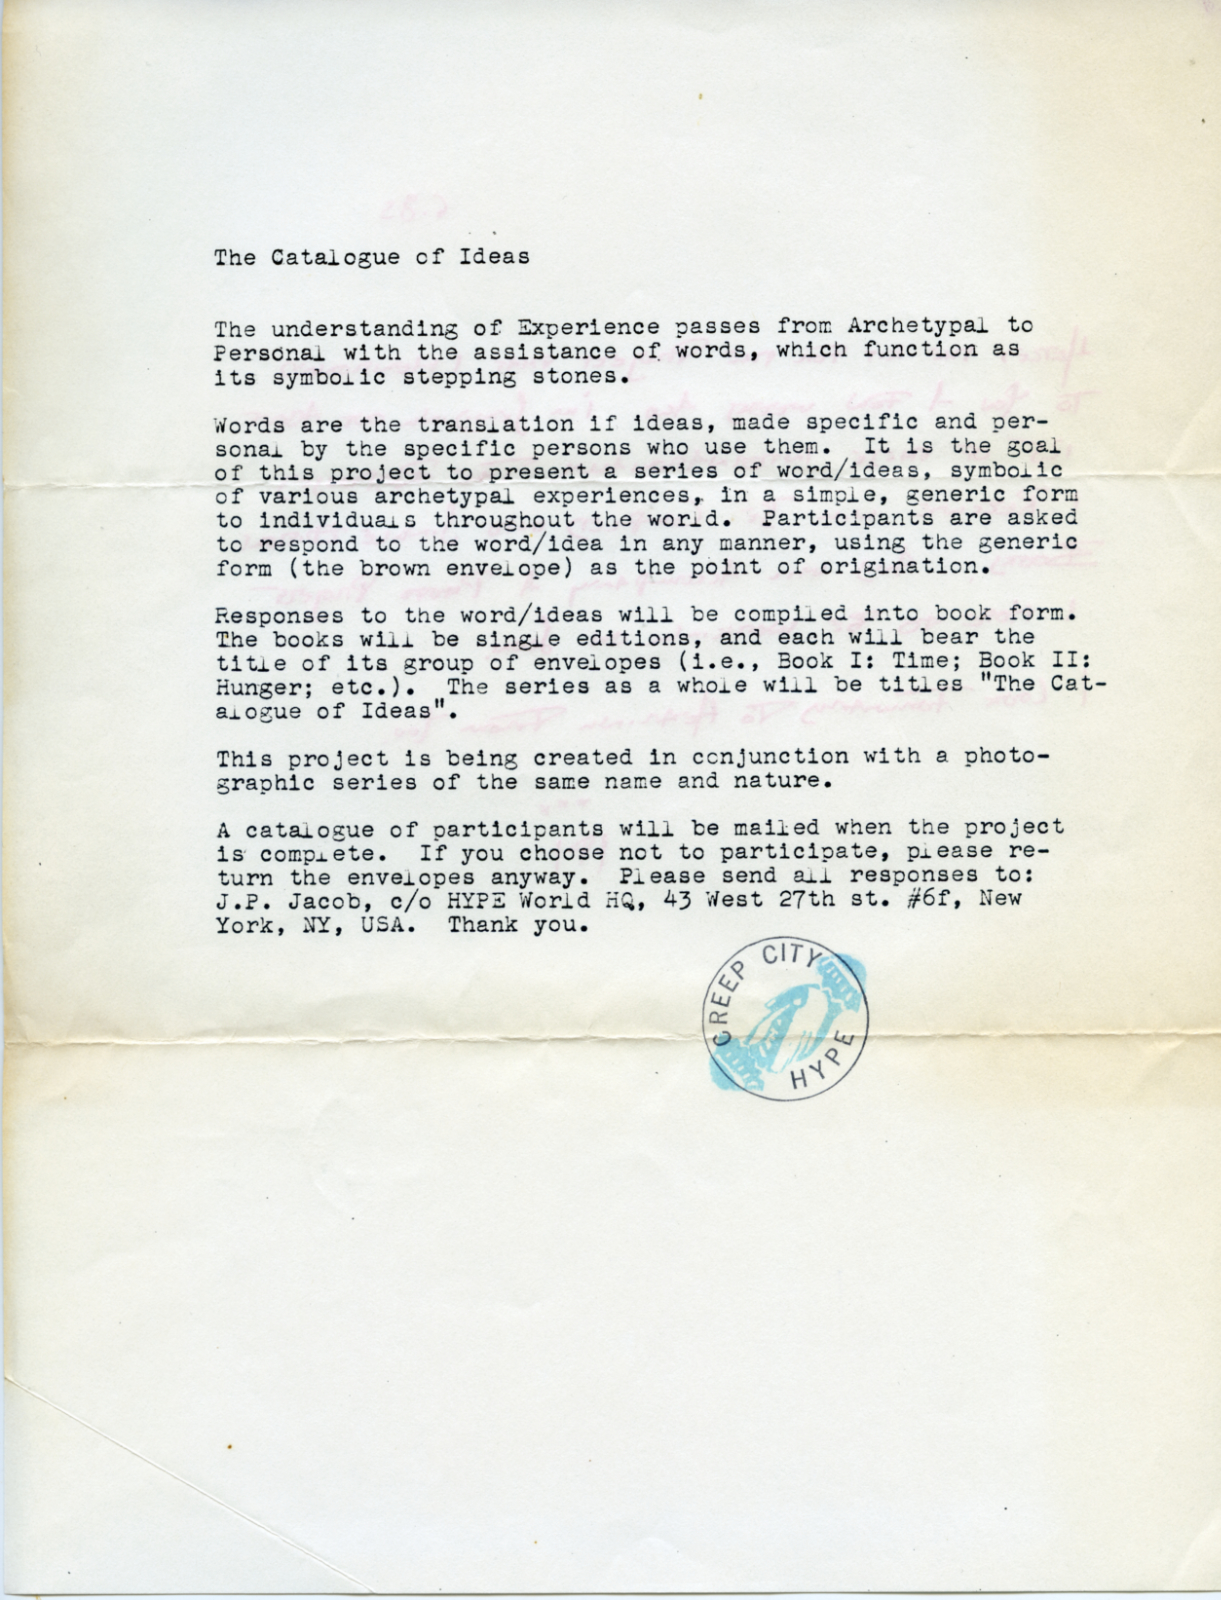 The Catalogue of Ideas
The understanding of Experience passes from Archetypal to
Personal with the assistance of words, which function as
its symbolic stepping stones.
Words are the translation if ideas, made specific and per-
sonal by the specific persons who use them.  It is the goal
of this project to present a series of word/ideas, symbolic
of various archetypal experiences, in a simple, generic form
to individuals throughout the world.  Participants are asked
to respond to the word/idea in any manner, using the generic
form (the brown envelope) as the point of origination.
Responses to the word/ideas will be compiled into book form.
The books will be single editions, and each will bear the
title of its group of envelopes (i.e., Book I: Time; Book II:
Hunger; etc.).  The series as a whole will be titles "The Cat-
alogue of Ideas".
This project is being created in conjunction with a photo-
graphic series of the same name and nature.
A catalogue of participants will be mailed when the project
is complete.  If you choose not to participate, please re-
turn the envelopes anyway.  Please send all responses to:
J.P. Jacob, c/o HYPE World HQ, 43 West 27th st. #6f, New
York, NY, USA.  Thank you.
CREEP CITY
HYPE